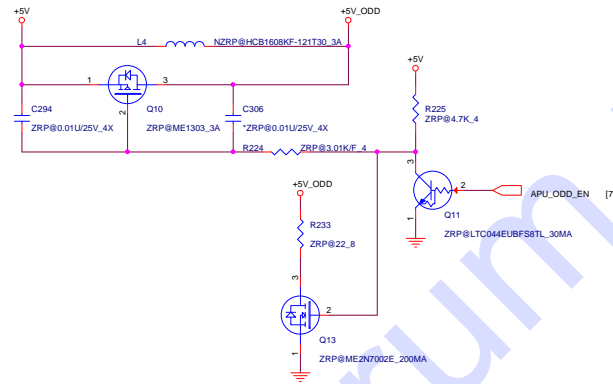 +5V
+5V_ODD
L4
NZRP@HCB1608KF-121T30_3A
+5V
1
3
Q10
2
C294
ZRP@0.01U/25V_4X
ZRP@ME1303_3A
C306
*ZRP@0.01U/25V_4X
R225
ZRP@4.7K_4
R224
ZRP@3.01K/F_4
3
2
1
Q11
APU_ODD_EN [7
ZRP@LTC044EUBFS8TL_30MA
+5V_ODD
R233
ZRP@22_8
3
2
1
Q13
ZRP@ME2N7002E_200MA